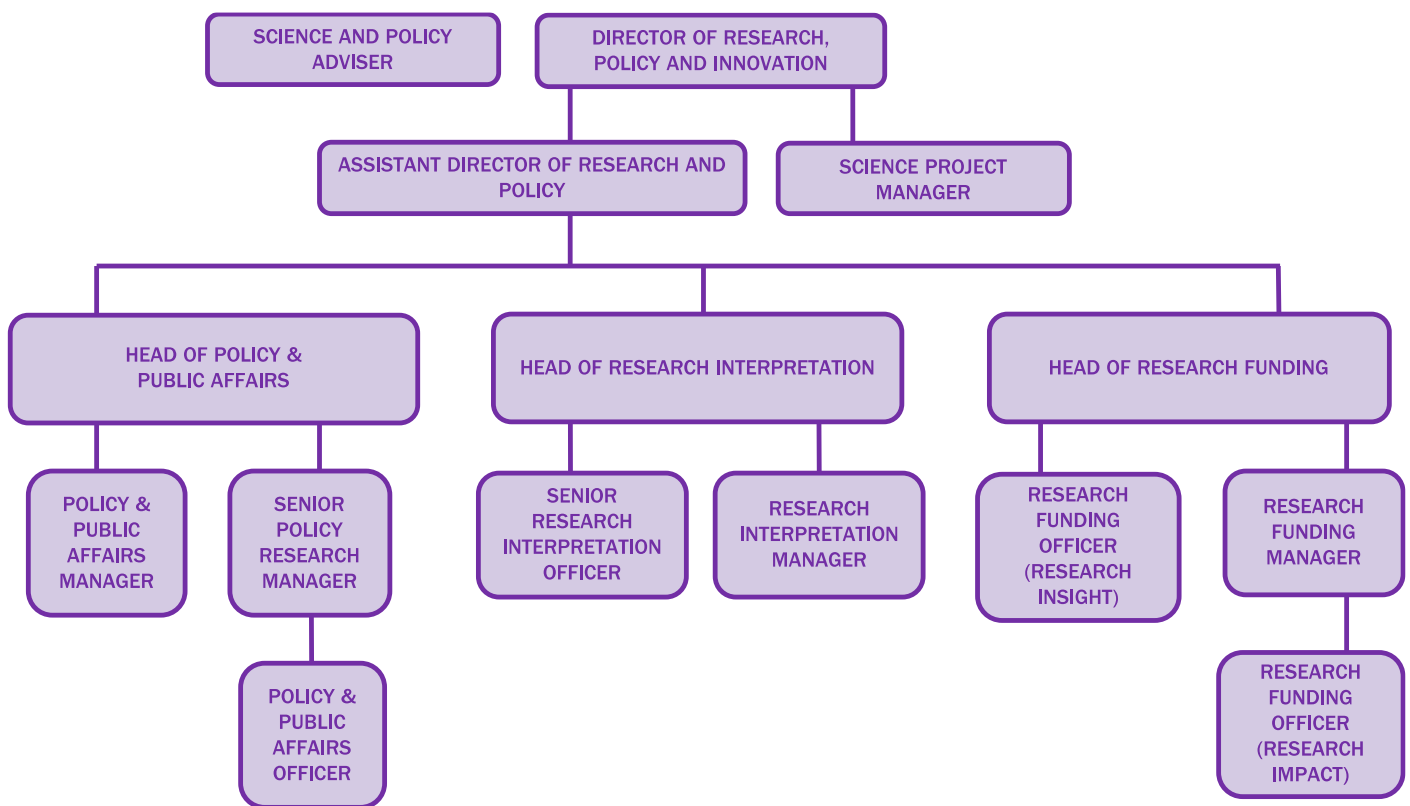 SCIENCE AND POLICY
ADVISER
DIRECTOR OF RESEARCH,
POLICY AND INNOVATION
ASSISTANT DIRECTOR OF RESEARCH AND
POLICY
SCIENCE PROJECT
MANAGER
HEAD OF POLICY &
PUBLIC AFFAIRS
HEAD OF RESEARCH INTERPRETATION
HEAD OF RESEARCH FUNDING
POLICY &
PUBLIC
AFFAIRS
MANAGER
SENIOR
POLICY
RESEARCH
MANAGER
SENIOR
RESEARCH
INTERPRETATION
OFFICER
RESEARCH
INTERPRETATION
MANAGER
RESEARCH
FUNDING
OFFICER
(RESEARCH
INSIGHT)
RESEARCH
FUNDING
MANAGER
POLICY &
PUBLIC
AFFAIRS
OFFICER
RESEARCH
FUNDING
OFFICER
(RESEARCH
IMPACT)